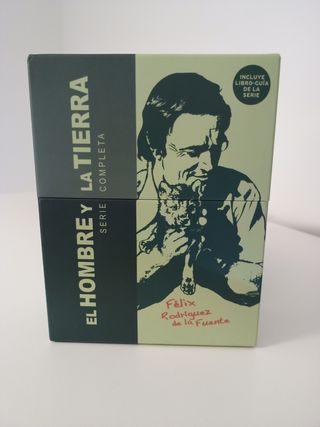 EL HOMBRE Y LA TIERRA
SERIE COMPLETA
INCLUYE
LIBRO-GUÍA
DE LA
SERIE
Félix
Rodríguez
de la Fuente